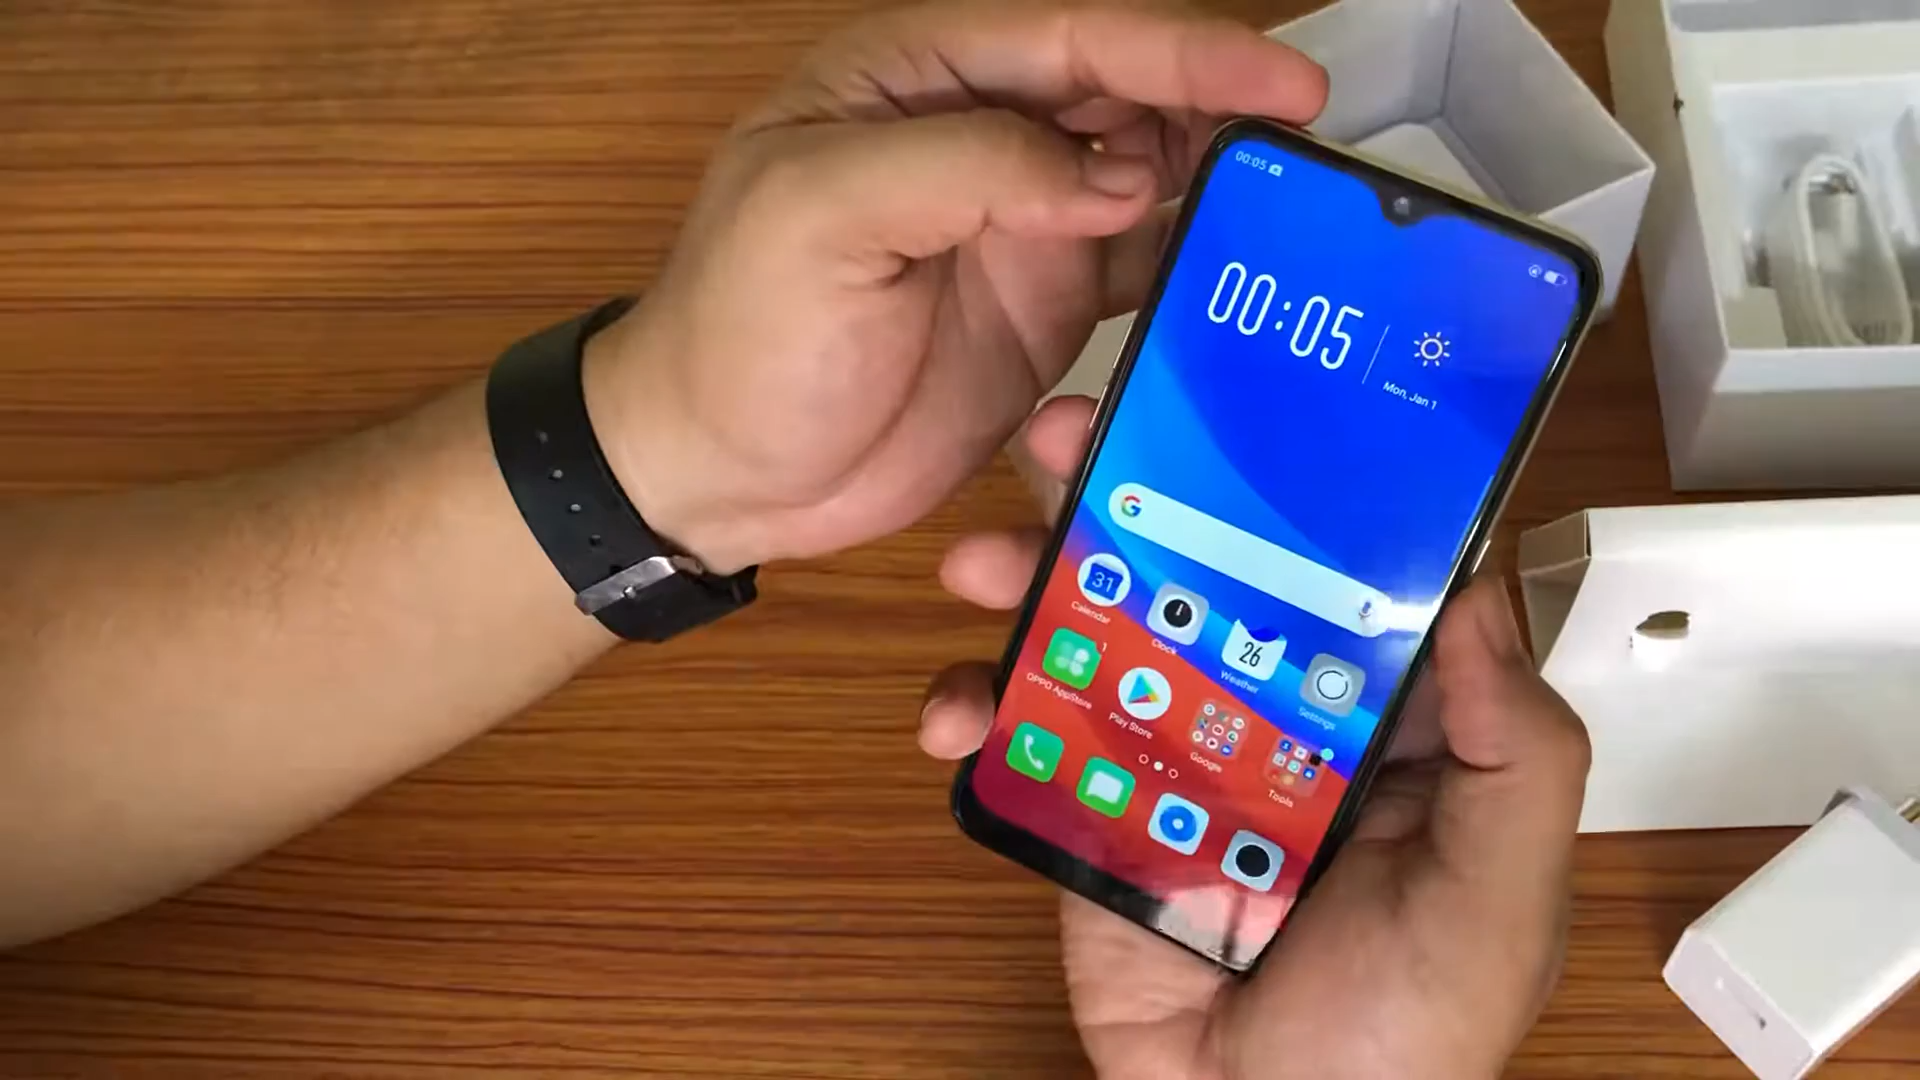 00:05
00:05
Mon, Jan 1
G
31
Calendar
Clock
26
Weather
Settings
1
OPPO AppStore
Play Store
Google
Tools